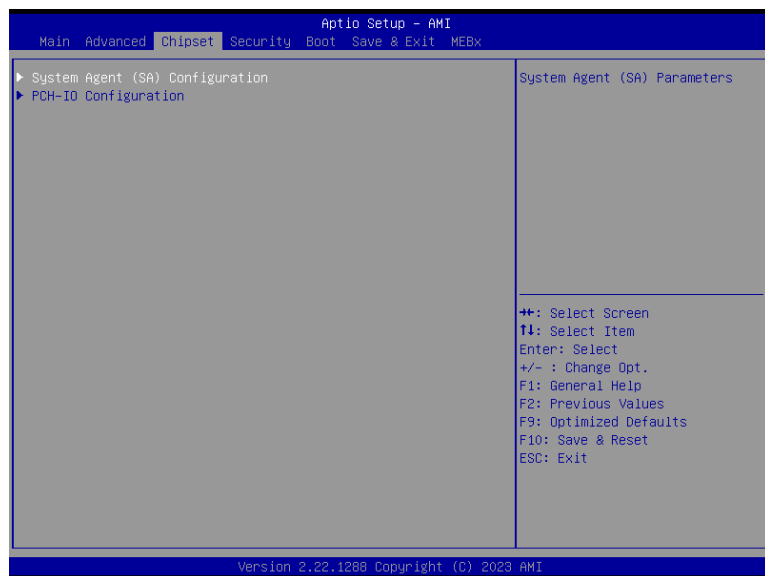 Aptio Setup – AMI
Main Advanced Chipset Security Boot Save & Exit MEBx
System Agent (SA) Configuration
PCH-IO Configuration
System Agent (SA) Parameters
→←: Select Screen
↑↓: Select Item
Enter: Select
+/- : Change Opt.
F1: General Help
F2: Previous Values
F9: Optimized Defaults
F10: Save & Reset
ESC: Exit
Version 2.22.1288 Copyright (C) 2023 AMI